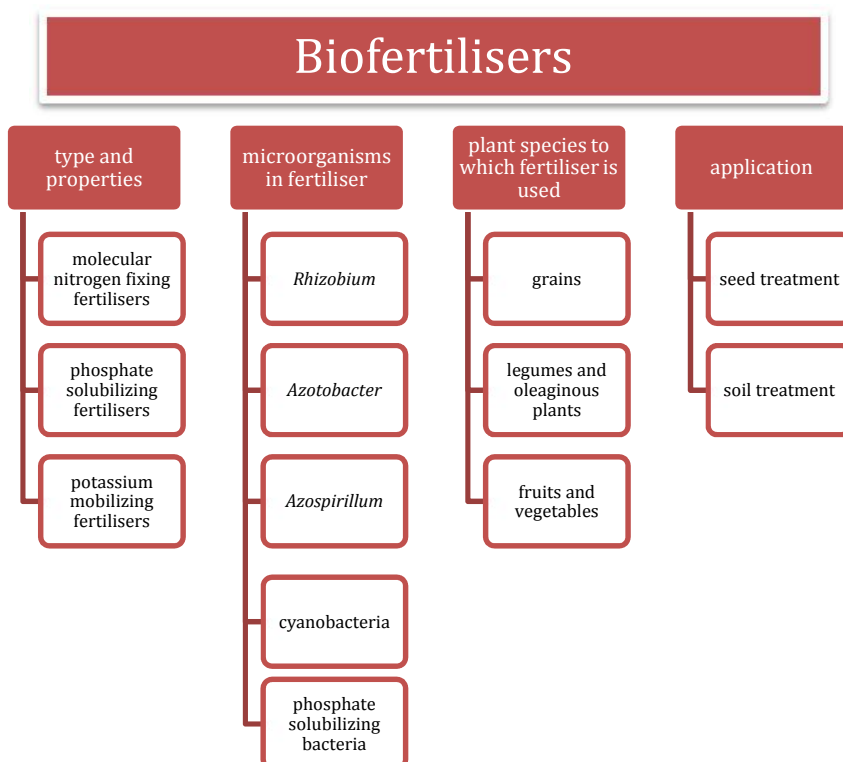 Biofertilisers
type and
properties
molecular
nitrogen fixing
fertilisers
phosphate
solubilizing
fertilisers
potassium
mobilizing
fertilisers
microorganisms
in fertiliser
Rhizobium
Azotobacter
Azospirillum
cyanobacteria
phosphate
solubilizing
bacteria
plant species to
which fertiliser is
used
grains
legumes and
oleaginous
plants
fruits and
vegetables
application
seed treatment
soil treatment